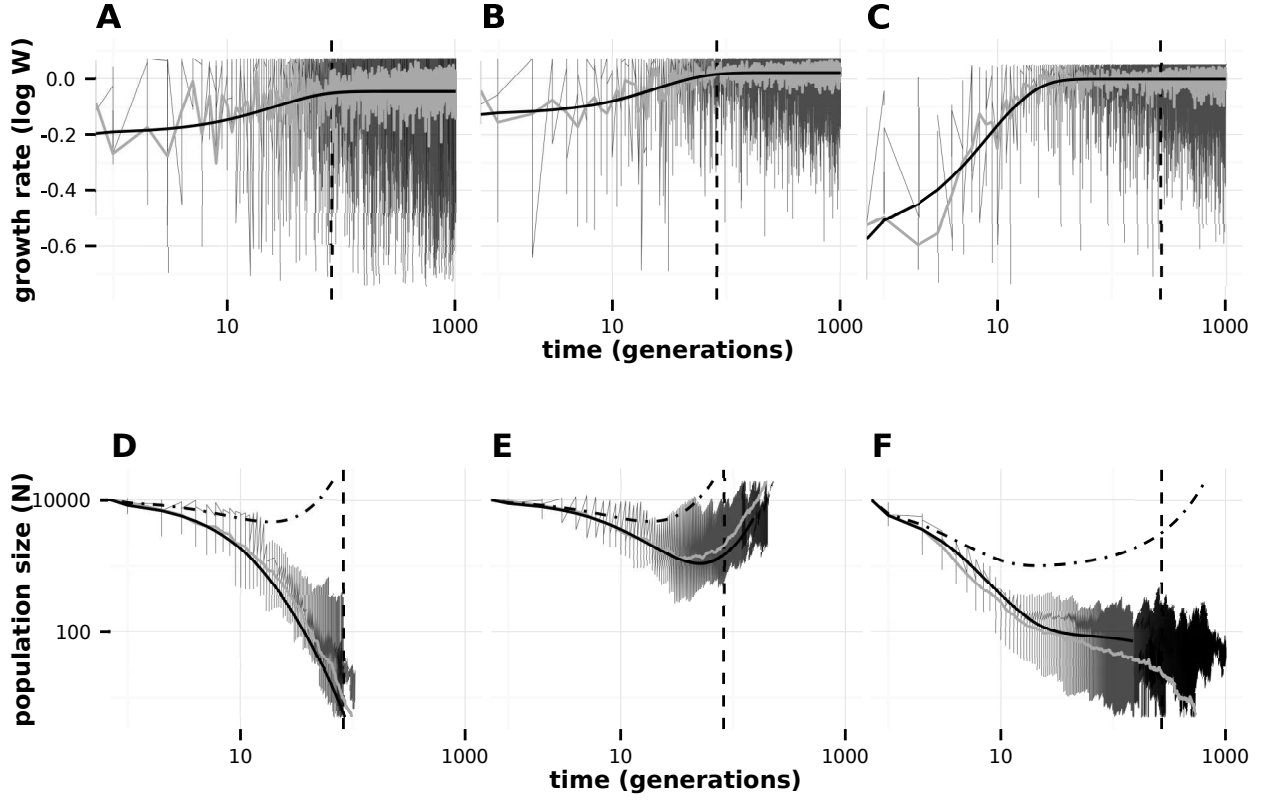 A B C
growth rate (log W)
0.0
-0.2
-0.4
-0.6
10 1000 10 1000 10 1000
time (generations)
D E F
population size (N)
10000
100
10 1000 10 1000 10 1000
time (generations)